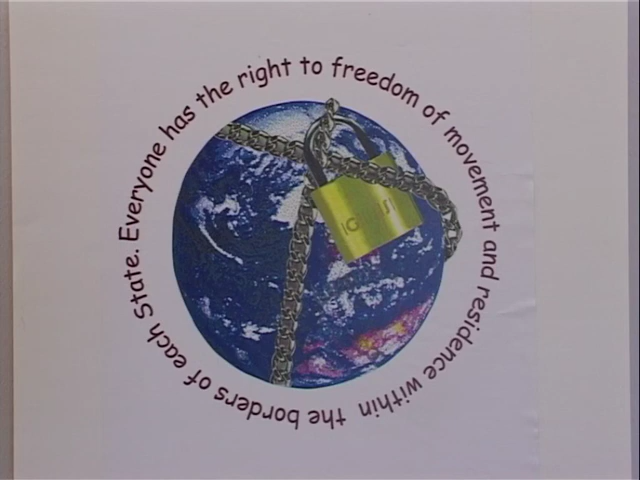 Everyone has the right to freedom of movement and residence within the borders of each State.